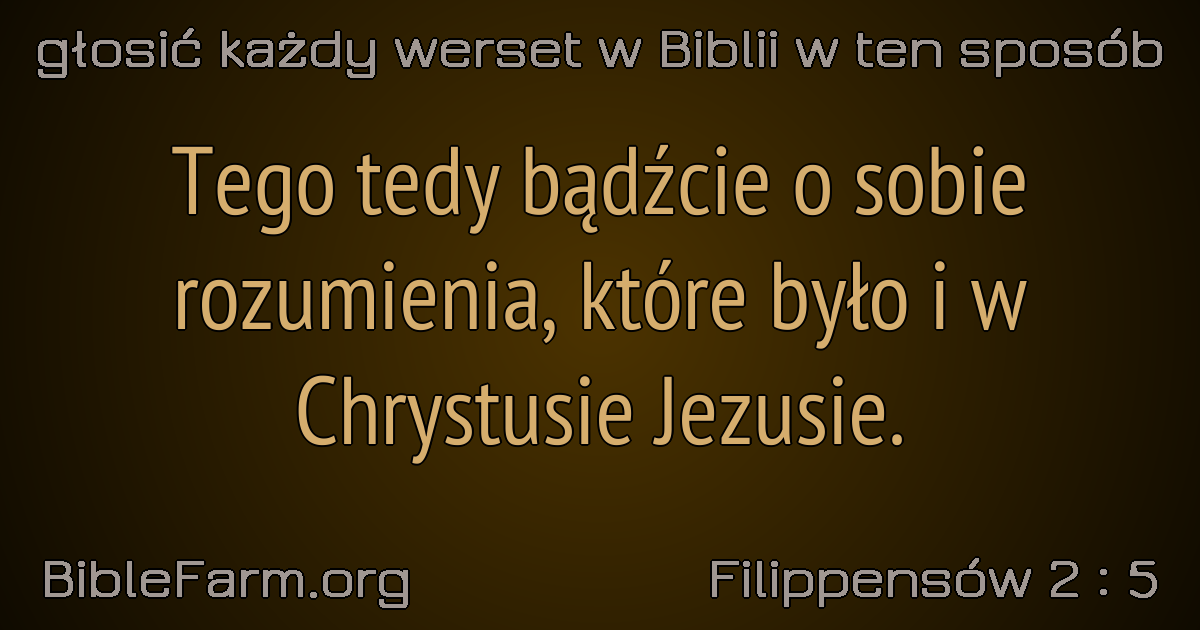 głosić każdy werset w Biblii w ten sposób
Tego tedy bądźcie o sobie
rozumienia, które było i w
Chrystusie Jezusie.
BibleFarm.org
Filippensów 2 : 5